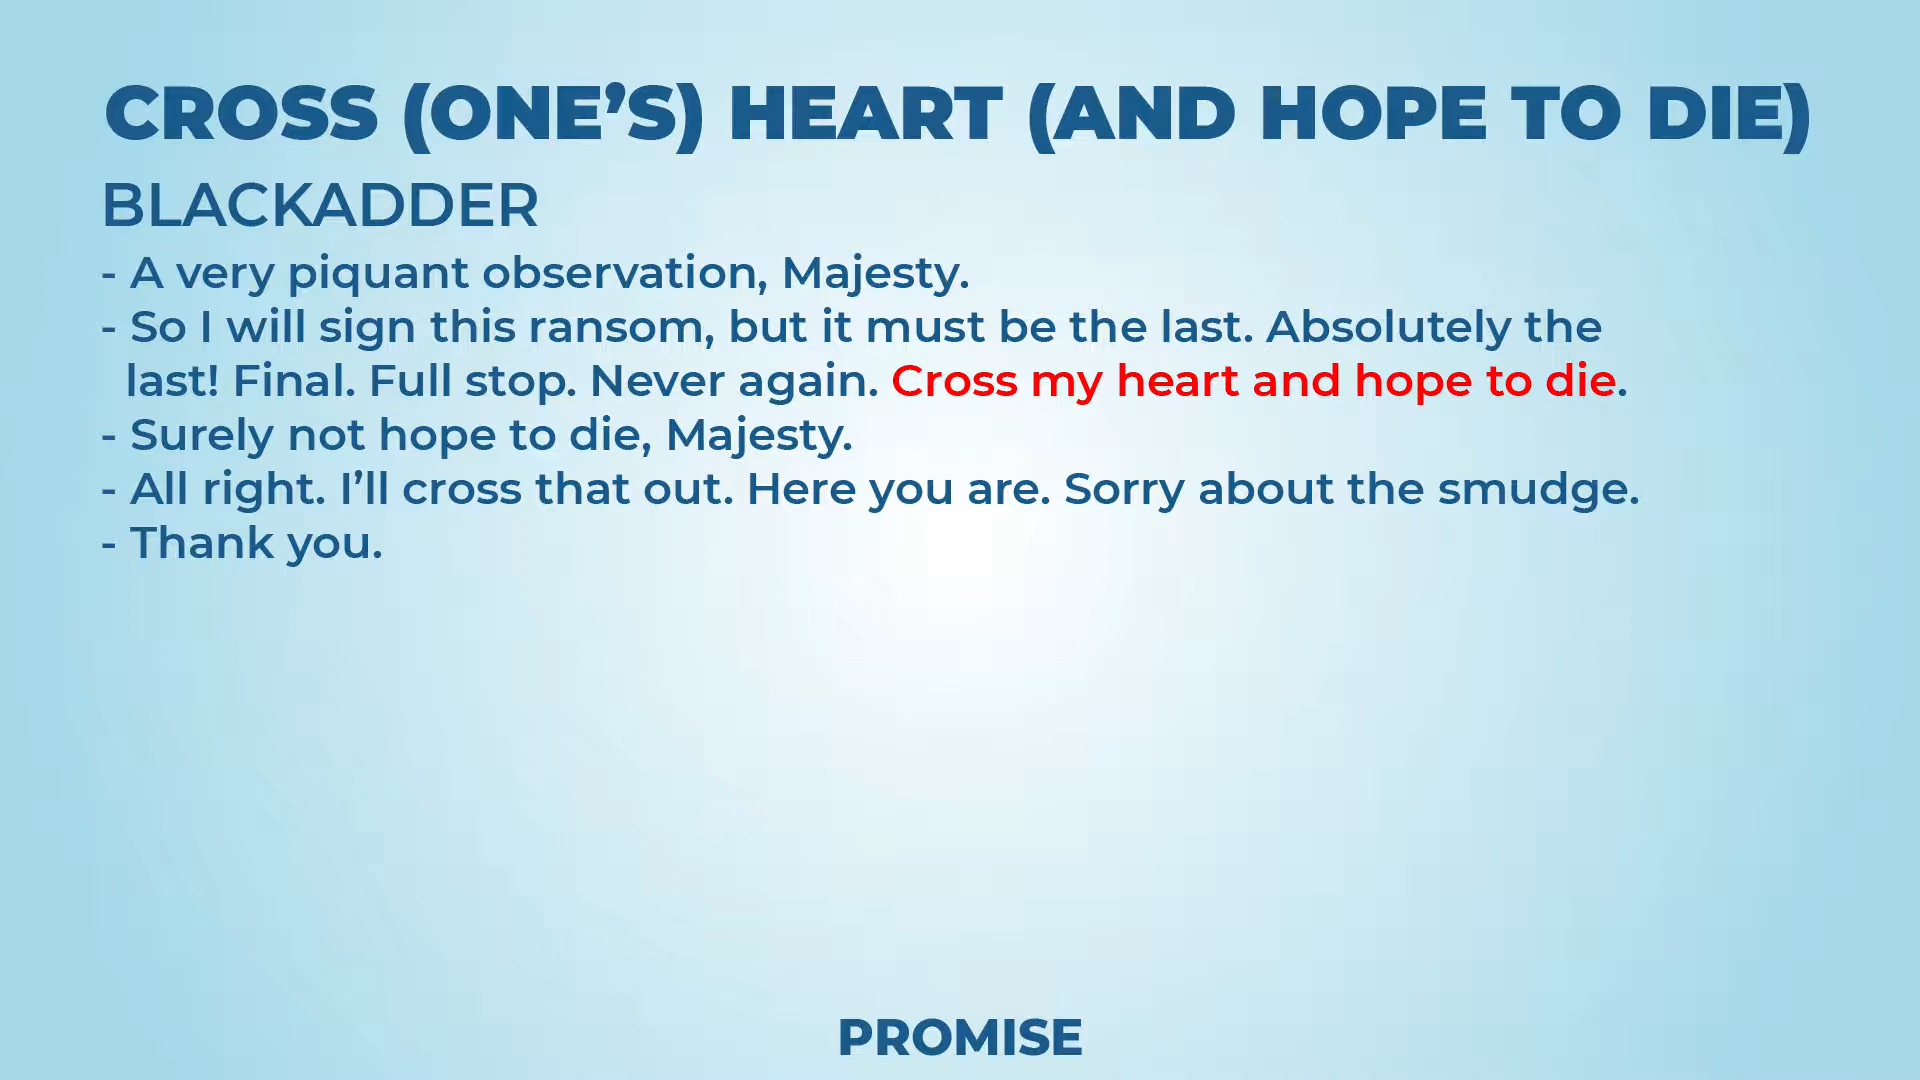 CROSS (ONE’S) HEART (AND HOPE TO DIE)
BLACKADDER
- A very piquant observation, Majesty.
- So I will sign this ransom, but it must be the last. Absolutely the
last! Final. Full stop. Never again. Cross my heart and hope to die.
- Surely not hope to die, Majesty.
- All right. I’ll cross that out. Here you are. Sorry about the smudge.
- Thank you.
PROMISE